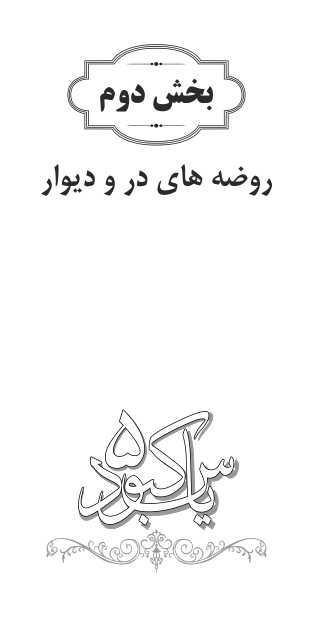 بخش دوم
روضه های در و دیوار
یاس کبود ۵